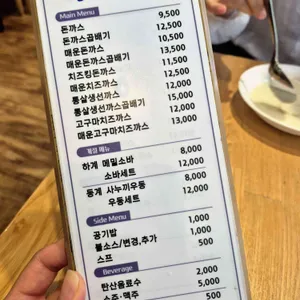 Main Menu
돈까스 9,500
돈까스곱배기 12,500
매운돈까스 10,500
매운돈까스곱배기 13,500
치즈킹돈까스 11,500
매운치즈까스 12,500
통살생선까스 12,000
통살생선까스곱배기 15,000
고구마치즈까스 12,000
매운고구마치즈까스 13,000
계절 메뉴
하계 메밀소바 8,000
소바세트 12,000
동계 사누끼우동 8,000
우동세트 12,000
Side Menu
공기밥 1,000
불소스/변경,추가 1,000
스프 500
Beverage
탄산음료수 2,000
소주·맥주 5,000
500